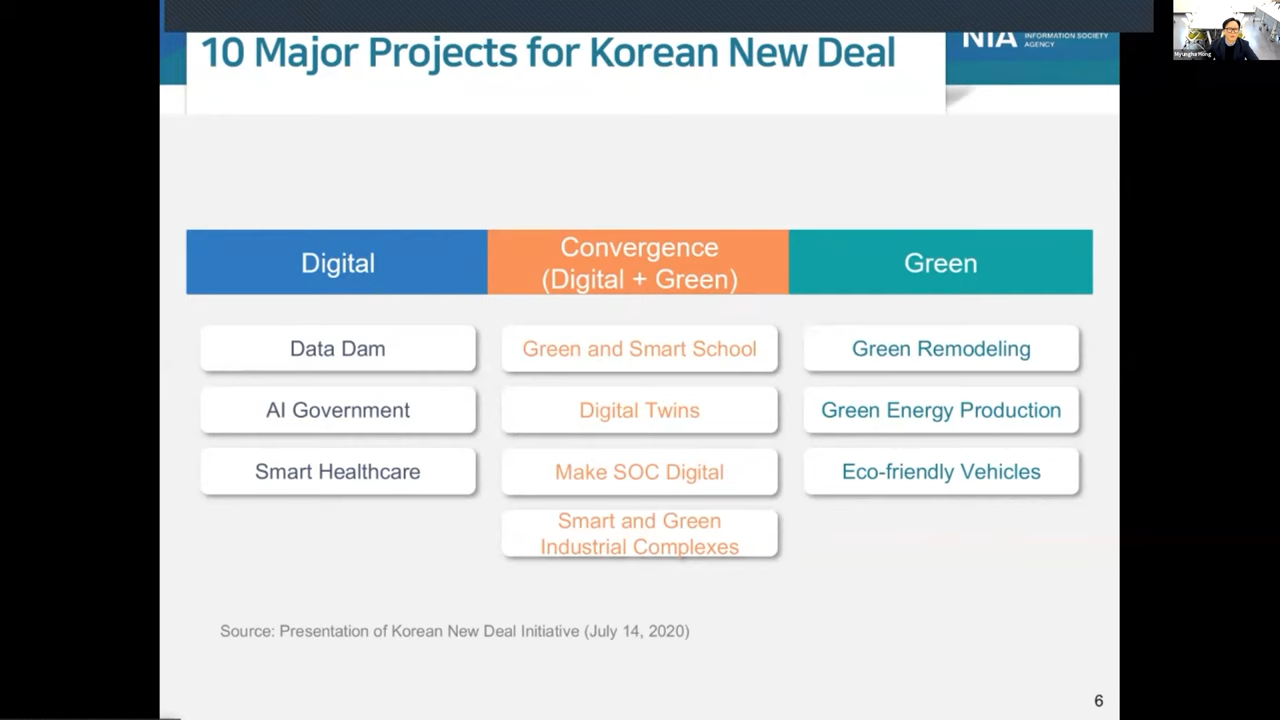 10 Major Projects for Korean New Deal
NIA
INFORMATION SOCIETY
AGENCY
Digital
Convergence
(Digital + Green)
Green
Data Dam
Green and Smart School
Green Remodeling
AI Government
Digital Twins
Green Energy Production
Smart Healthcare
Make SOC Digital
Eco-friendly Vehicles
Smart and Green
Industrial Complexes
Source: Presentation of Korean New Deal Initiative (July 14, 2020)
6